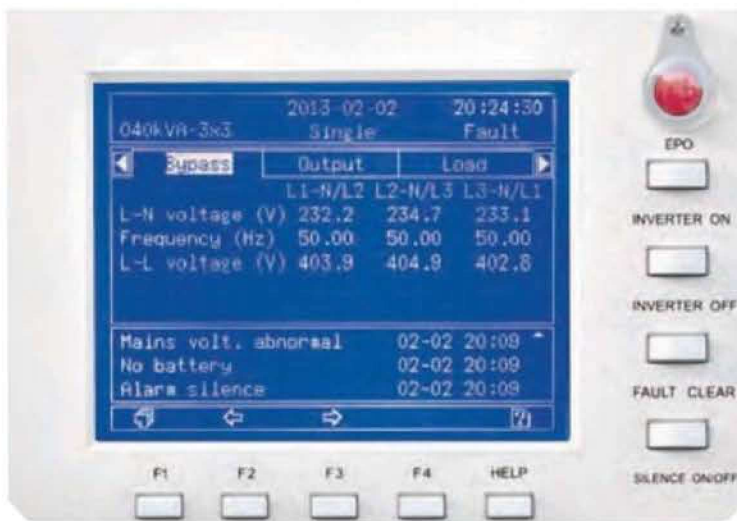 2013-02-02 20:24:30
040kVA-3x3 Single Fault
Bypass Output Load
L1-N/L2 L2-N/L3 L3-N/L1
L-N voltage (V) 232.2 234.7 233.1
Frequency (Hz) 50.00 50.00 50.00
L-L voltage (V) 403.9 404.9 402.8
Mains volt. abnormal 02-02 20:09
No battery 02-02 20:09
Alarm silence 02-02 20:09
?
F1 F2 F3 F4 HELP
EPO
INVERTER ON
INVERTER OFF
FAULT CLEAR
SILENCE ON/OFF